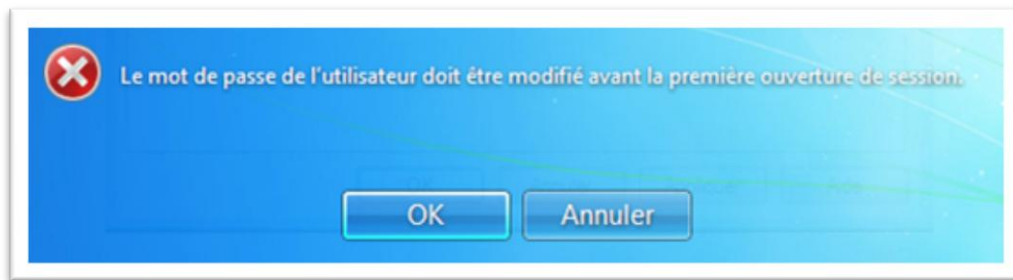 Le mot de passe de l'utilisateur doit être modifié avant la première ouverture de session.
OK
Annuler